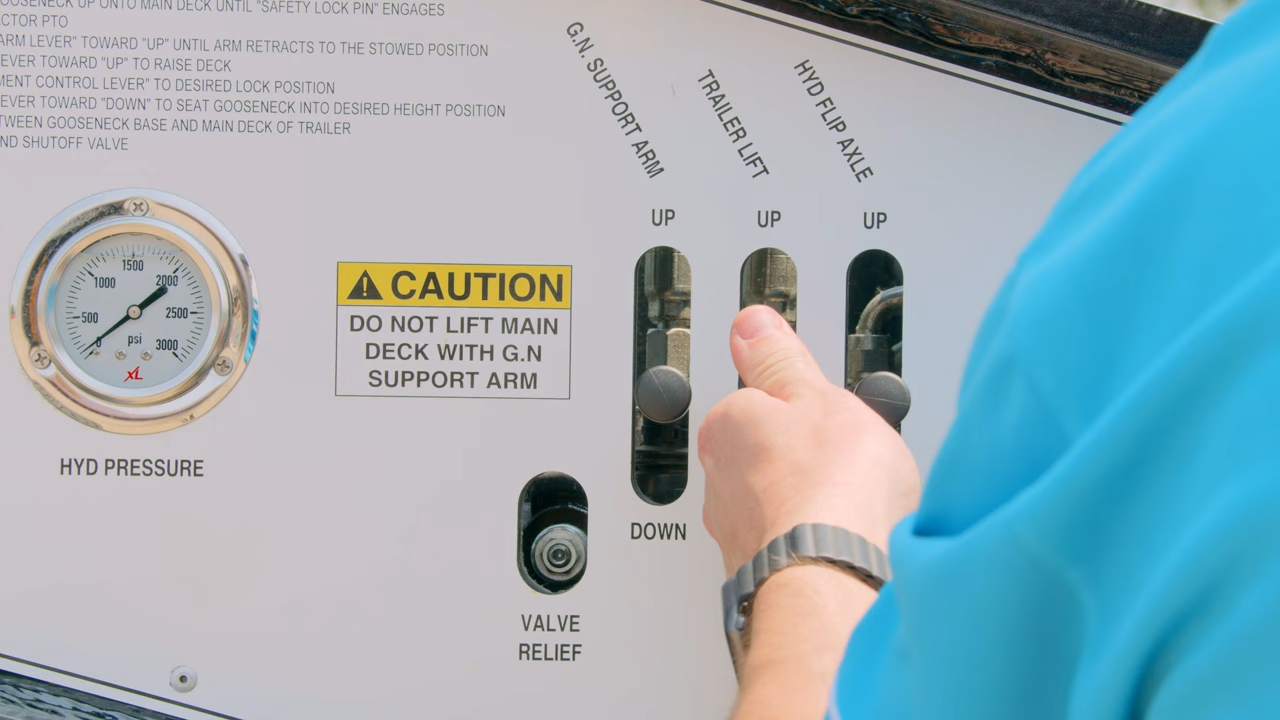 OOSENECK UP ONTO MAIN DECK UNTIL "SAFETY LOCK PIN" ENGAGES
ACTOR PTO
ARM LEVER" TOWARD "UP" UNTIL ARM RETRACTS TO THE STOWED POSITION
EVER TOWARD "UP" TO RAISE DECK
MENT CONTROL LEVER" TO DESIRED LOCK POSITION
EVER TOWARD "DOWN" TO SEAT GOOSENECK INTO DESIRED HEIGHT POSITION
TWEEN GOOSENECK BASE AND MAIN DECK OF TRAILER
ND SHUTOFF VALVE
G.N. SUPPORT ARM
TRAILER LIFT
HYD FLIP AXLE
UP
UP
UP
0
500
1000
1500
2000
2500
3000
psi
XL
HYD PRESSURE
CAUTION
DO NOT LIFT MAIN
DECK WITH G.N
SUPPORT ARM
DOWN
VALVE
RELIEF